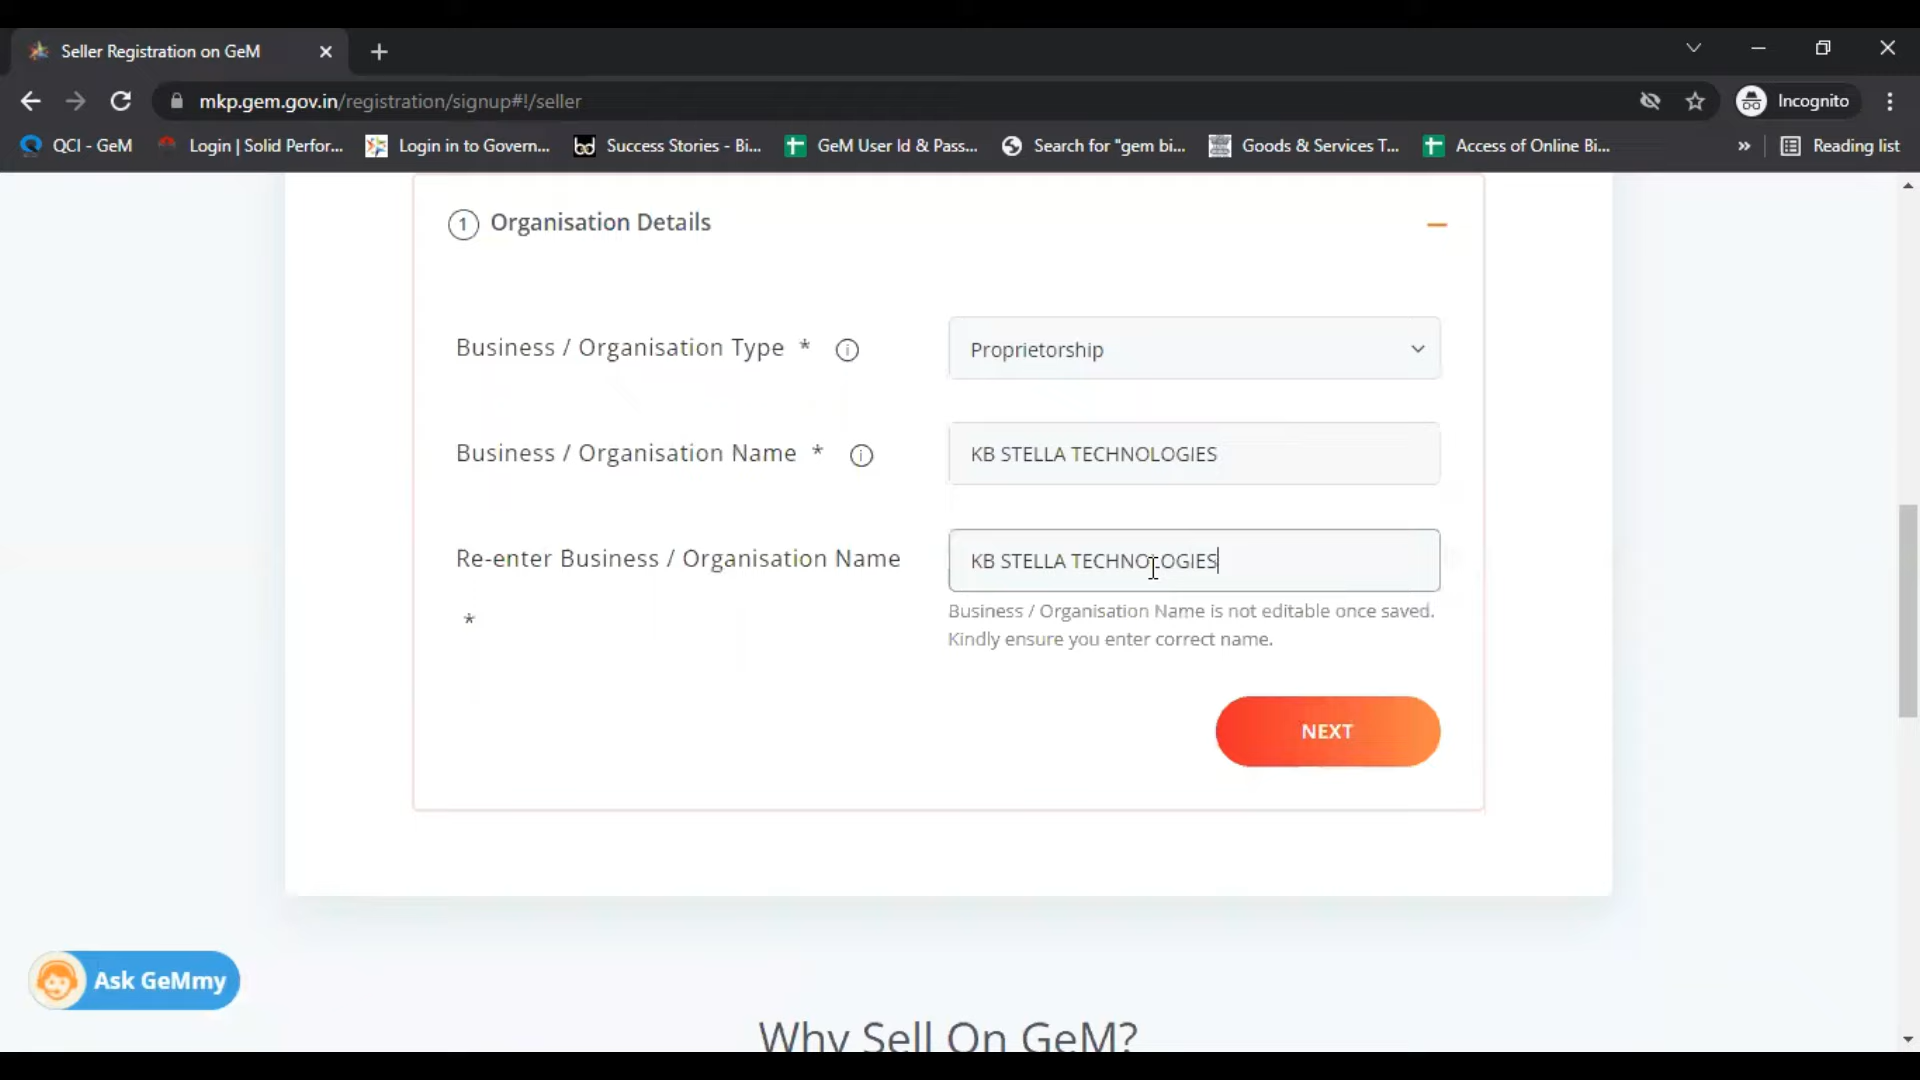 Seller Registration on GeM
mkp.gem.gov.in/registration/signup#!/seller
Incognito
QCI - GeM
Login | Solid Perfor...
Login in to Govern...
bd
Success Stories - Bi...
GeM User Id & Pass...
Search for "gem bi...
Goods & Services T...
Access of Online Bi...
»
Reading list
1 Organisation Details
Business / Organisation Type *
Proprietorship
Business / Organisation Name *
KB STELLA TECHNOLOGIES
Re-enter Business / Organisation Name
*
KB STELLA TECHNOLOGIES
Business / Organisation Name is not editable once saved.
Kindly ensure you enter correct name.
NEXT
Ask GeMmy
Why Sell On GeM?